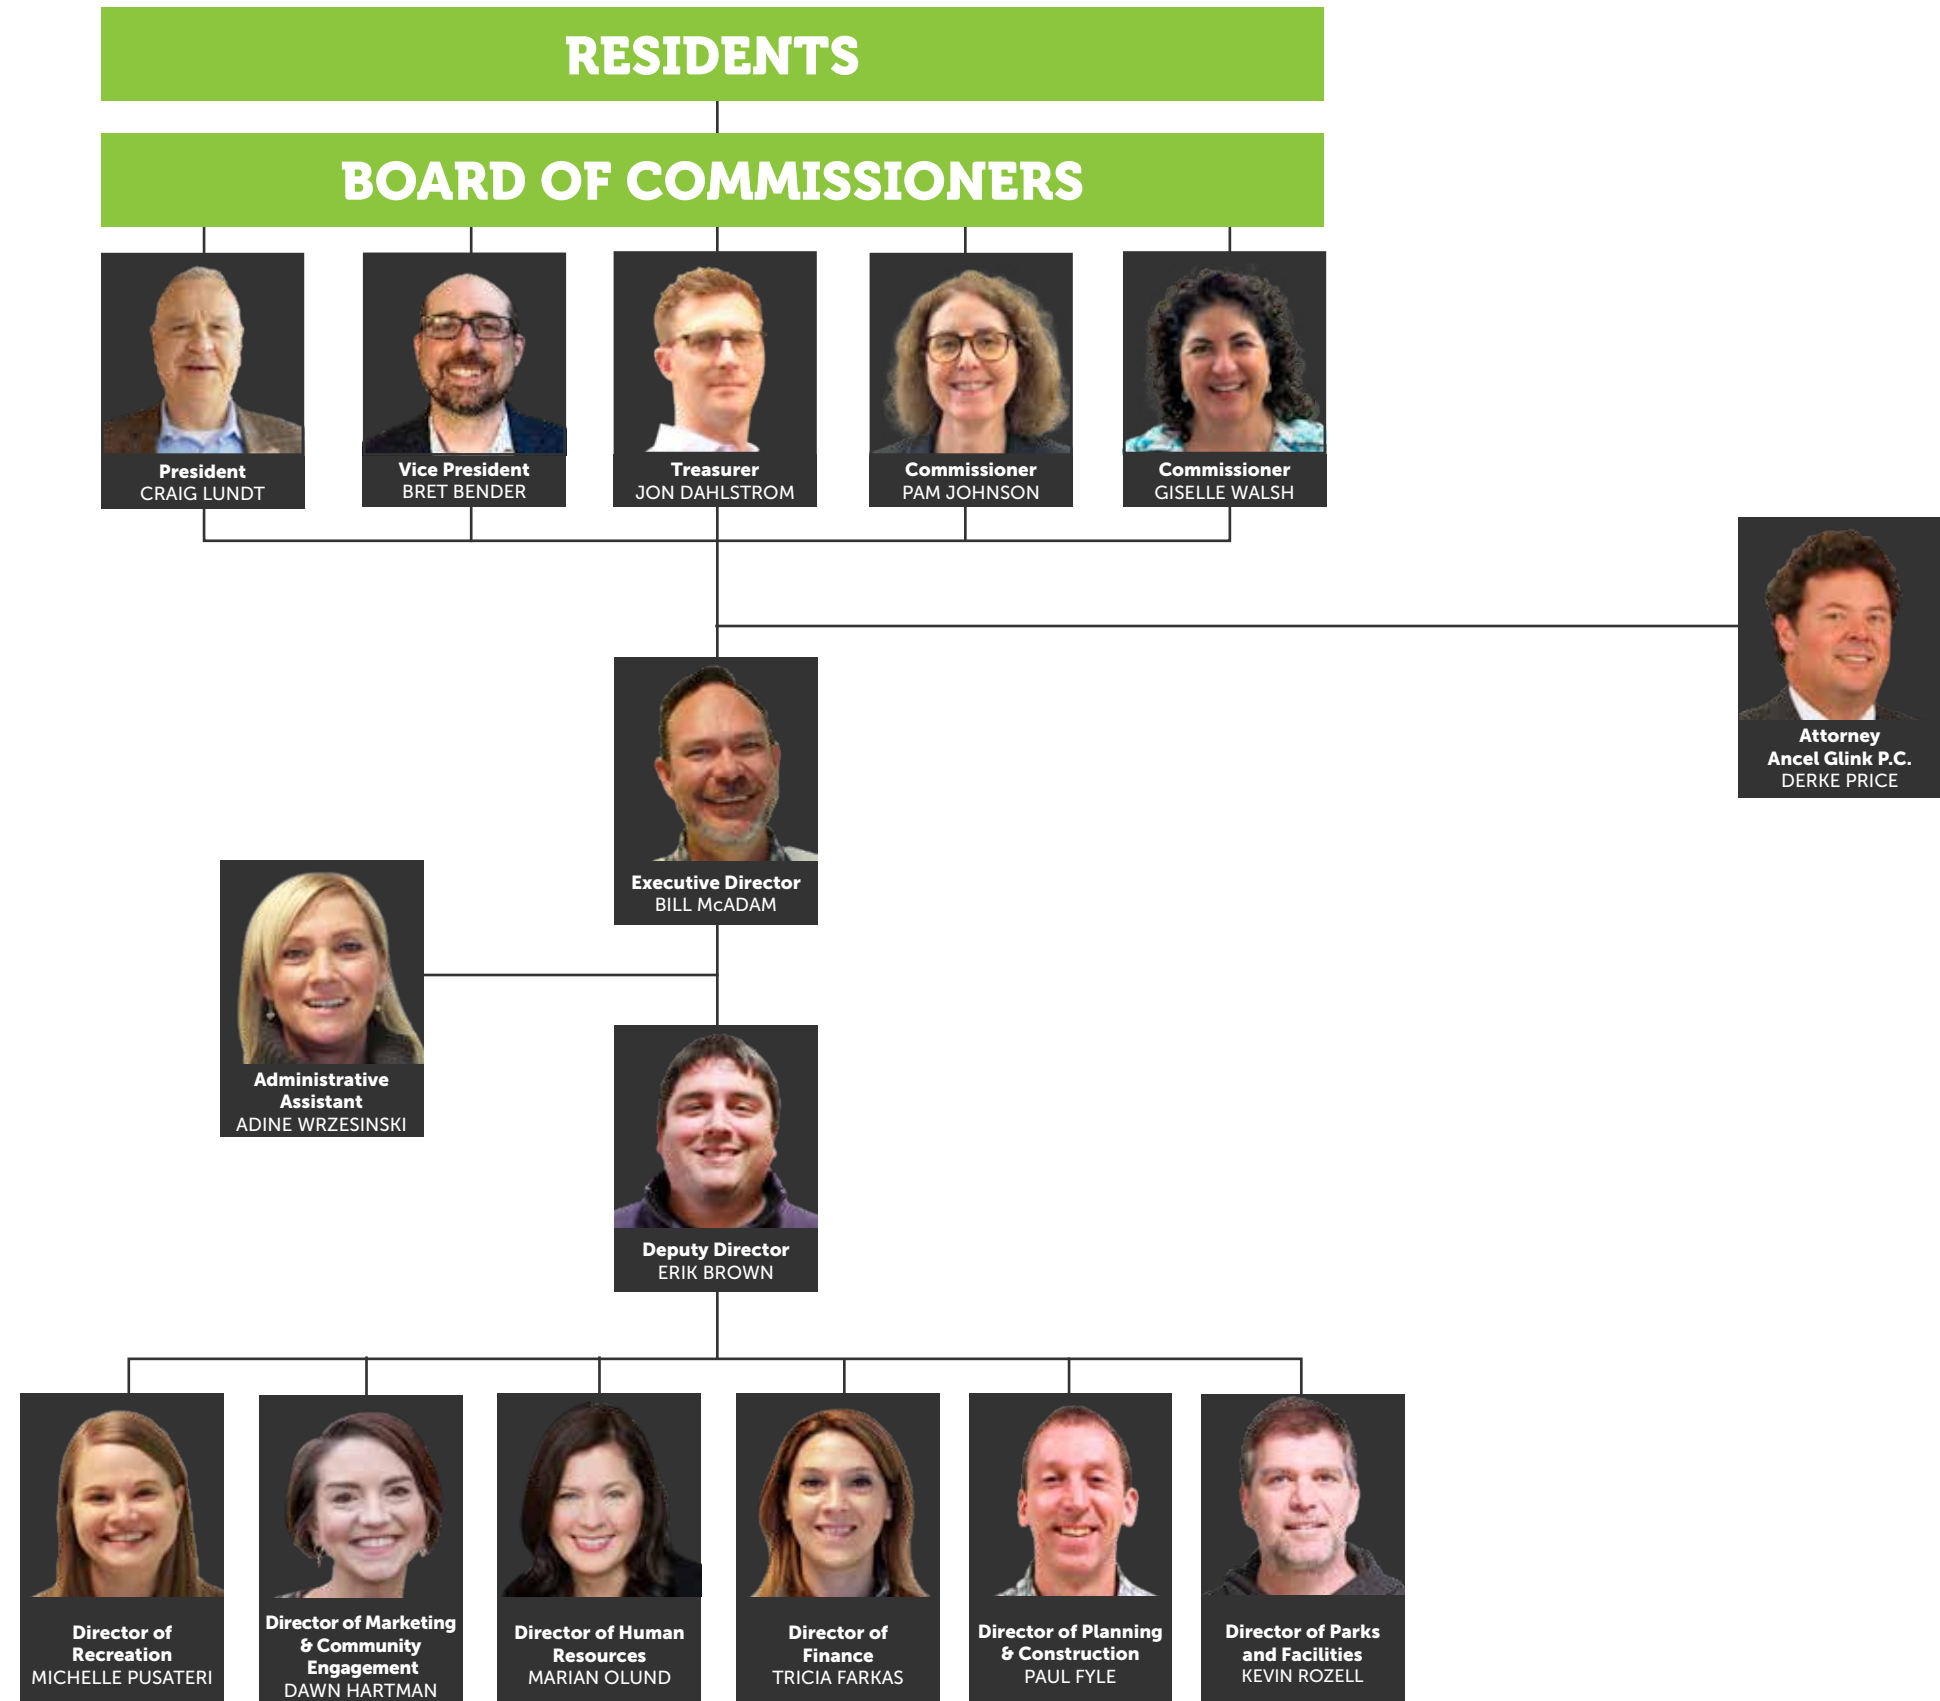 RESIDENTS
BOARD OF COMMISSIONERS
President
CRAIG LUNDT
Vice President
BRET BENDER
Treasurer
JON DAHLSTROM
Commissioner
PAM JOHNSON
Commissioner
GISELLE WALSH
Attorney
Ancel Glink P.C.
DERKE PRICE
Executive Director
BILL McADAM
Administrative
Assistant
ADINE WRZESINSKI
Deputy Director
ERIK BROWN
Director of
Recreation
MICHELLE PUSATERI
Director of Marketing
& Community
Engagement
DAWN HARTMAN
Director of Human
Resources
MARIAN OLUND
Director of
Finance
TRICIA FARKAS
Director of Planning
& Construction
PAUL FYLE
Director of Parks
and Facilities
KEVIN ROZELL